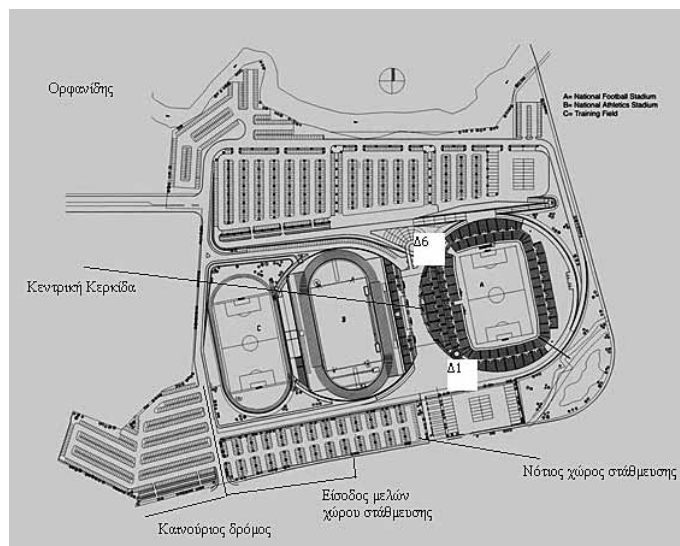 Ορφανίδης
A= National Football Stadium
B= National Athletics Stadium
C= Training Field
Δ6
Κεντρική Κερκίδα
A
B
C
Δ1
Νότιος χώρος στάθμευσης
Είσοδος μελών
χώρου στάθμευσης
Καινούριος δρόμος